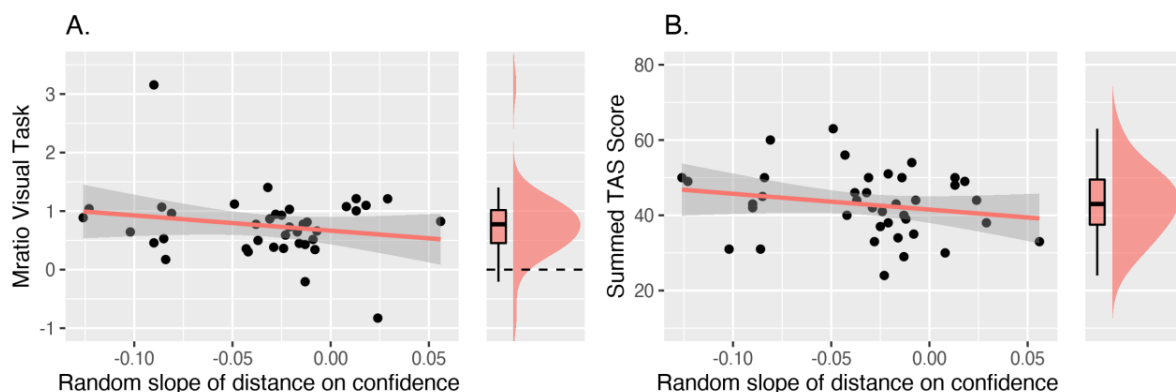 A.
3
2
1
0
-1
Mratio Visual Task
-0.10 -0.05 0.00 0.05
Random slope of distance on confidence
B.
80
60
40
20
Summed TAS Score
-0.10 -0.05 0.00 0.05
Random slope of distance on confidence